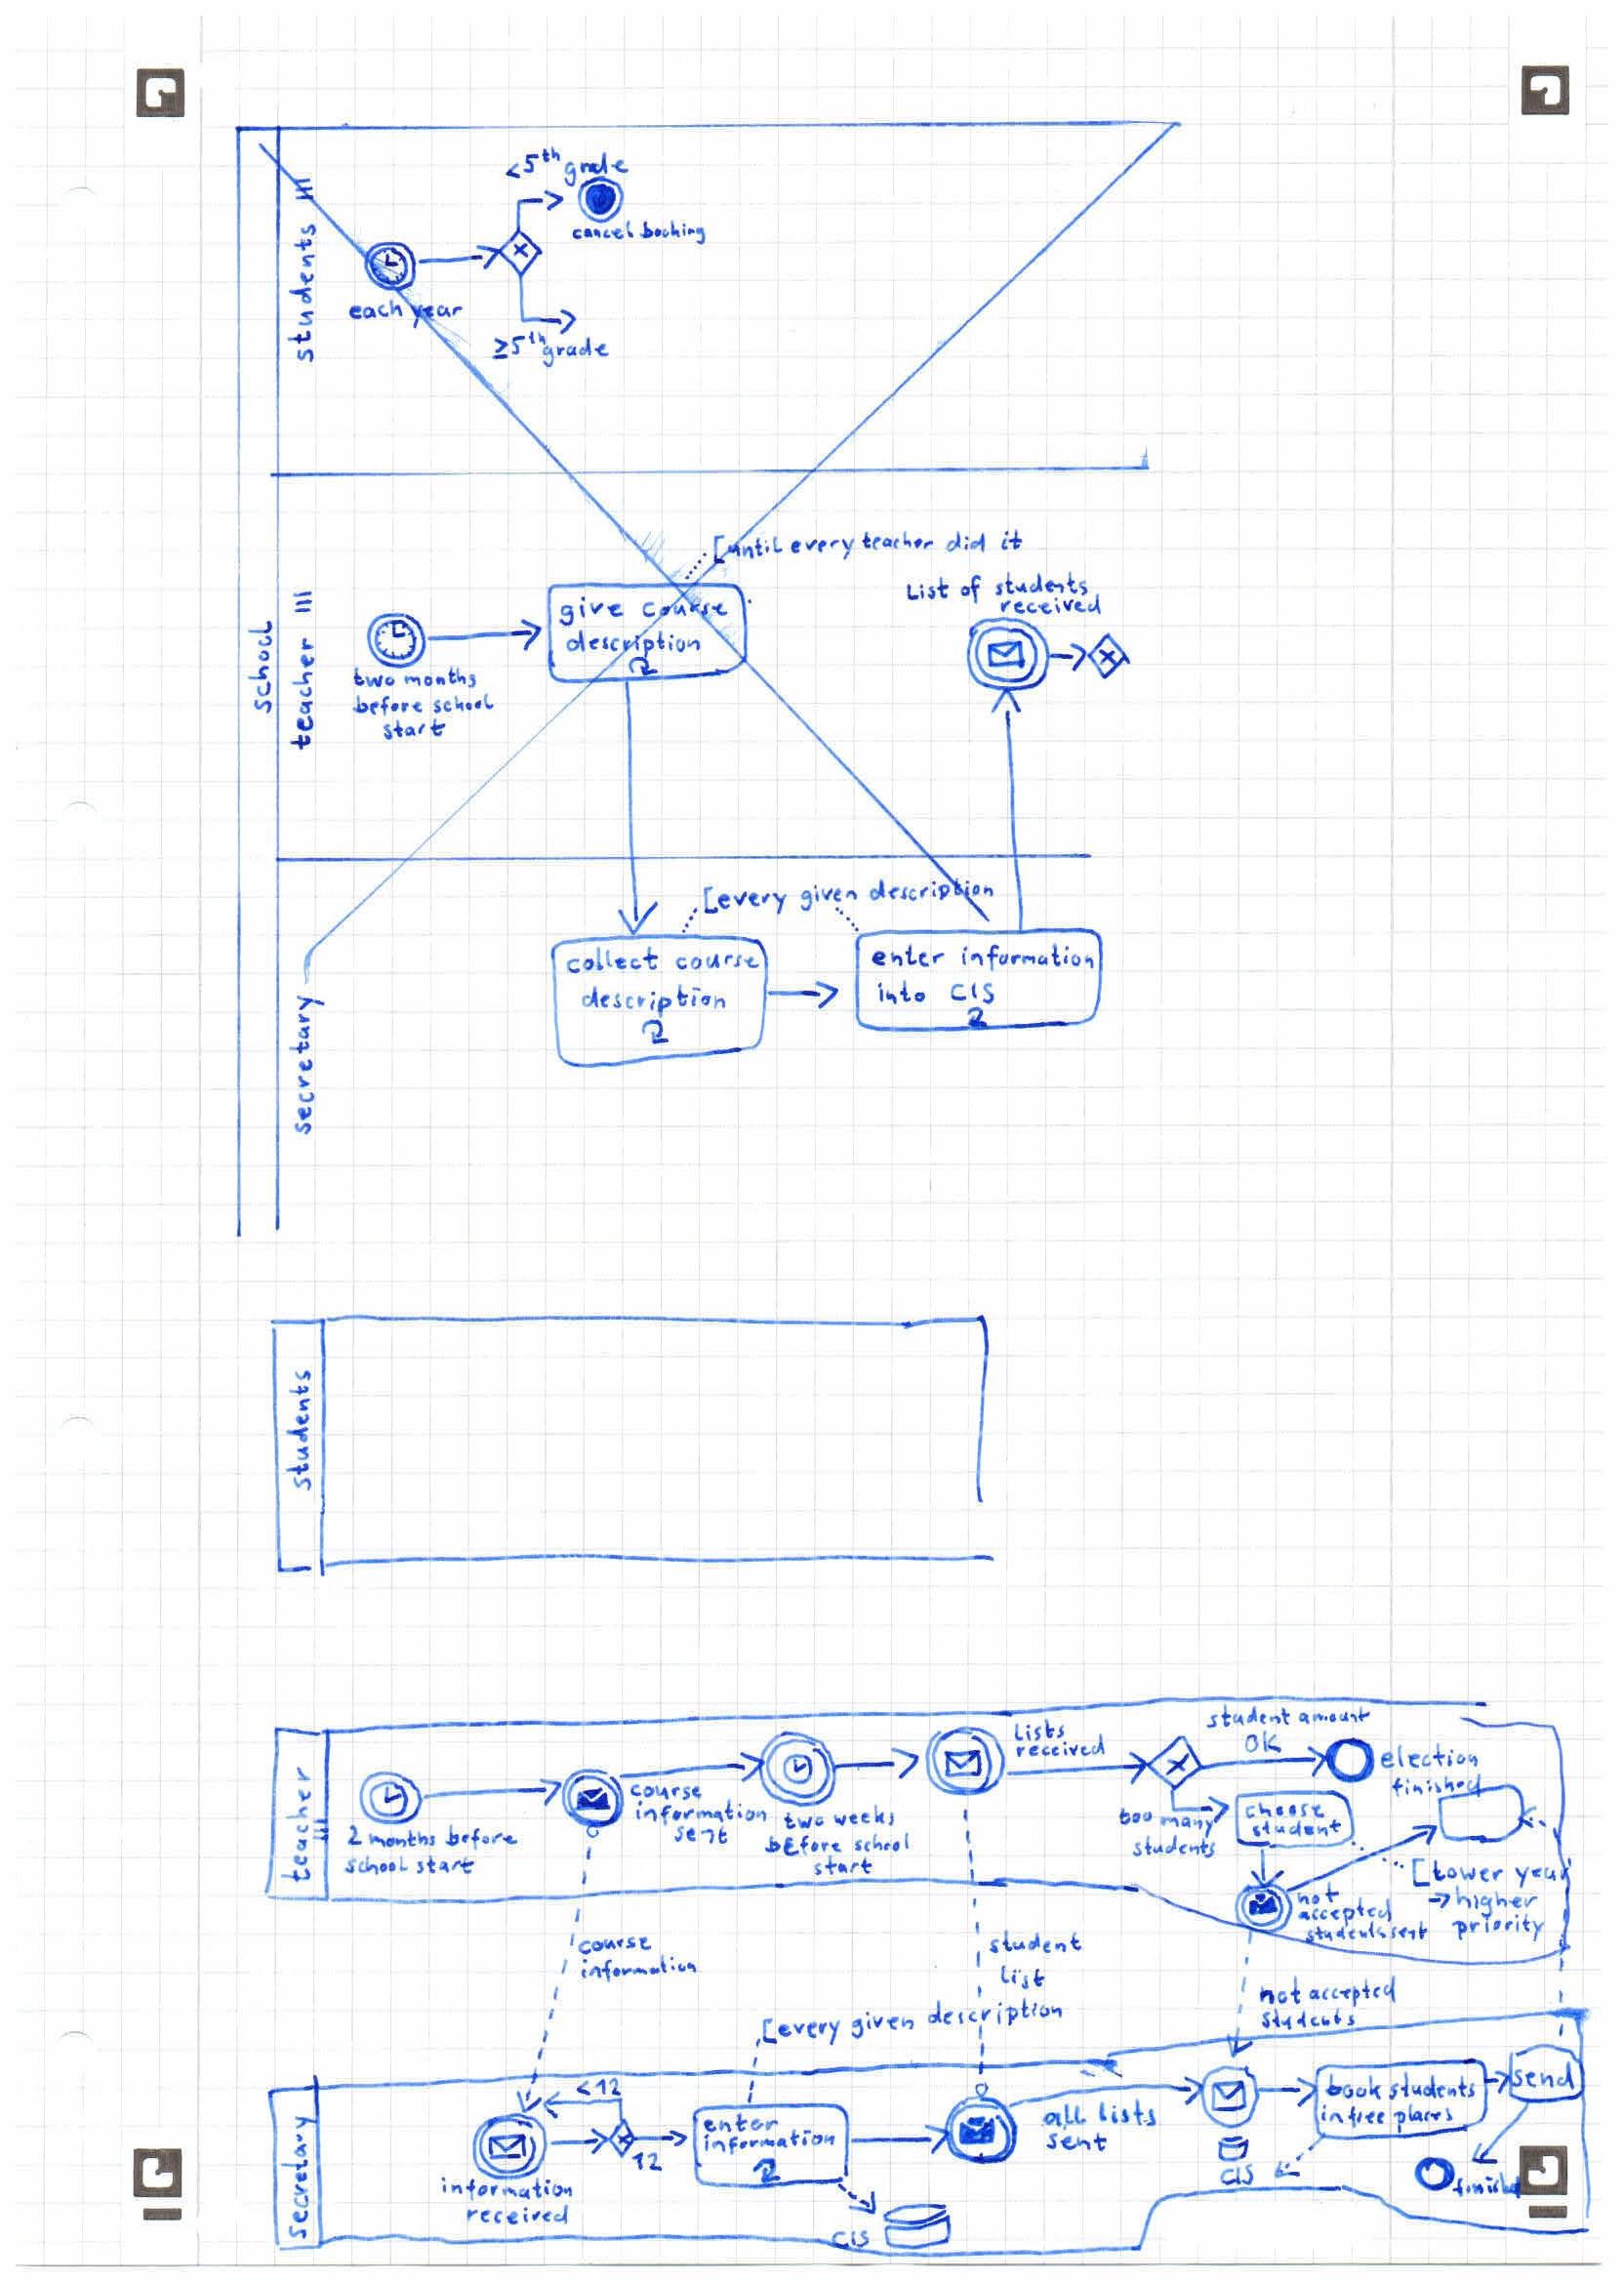 <5th grade
cancel booking
each year
≥5th grade
students III
school
[until every teacher did it
List of students
received
give course
description
two months
before school
start
teacher III
[every given description
collect course
description
enter information
into CIS
secretary
students
teacher
III
2 months before
school start
course
information
sent
two weeks
before school
start
Lists
received
student amount
OK
election
finished
too many
students
choose
student
[Lower year
→ higher
priority
not
accepted
students sent
course
information
student
list
not accepted
students
[every given description
secretary
<12
12
information
received
enter
information
CIS
all lists
sent
book students
in free places
send
CIS
finished